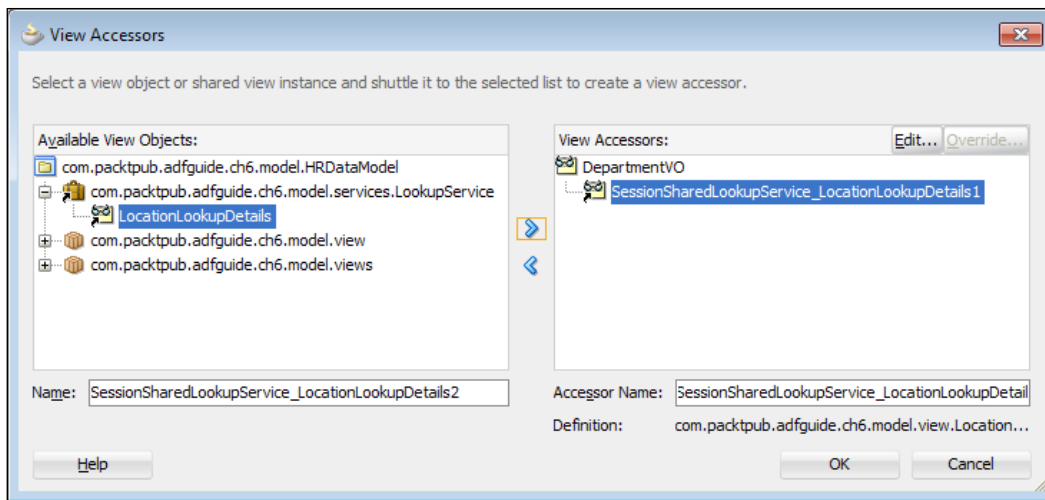 View Accessors
Select a view object or shared view instance and shuttle it to the selected list to create a view accessor.
Available View Objects:
com.packtpub.adfguide.ch6.model.HRDataModel
com.packtpub.adfguide.ch6.model.services.LookupService
LocationLookupDetails
com.packtpub.adfguide.ch6.model.view
com.packtpub.adfguide.ch6.model.views
Name: SessionSharedLookupService_LocationLookupDetails2
View Accessors: Edit... Override...
DepartmentVO
SessionSharedLookupService_LocationLookupDetails1
Accessor Name: SessionSharedLookupService_LocationLookupDetail
Definition: com.packtpub.adfguide.ch6.model.view.Location...
Help OK Cancel